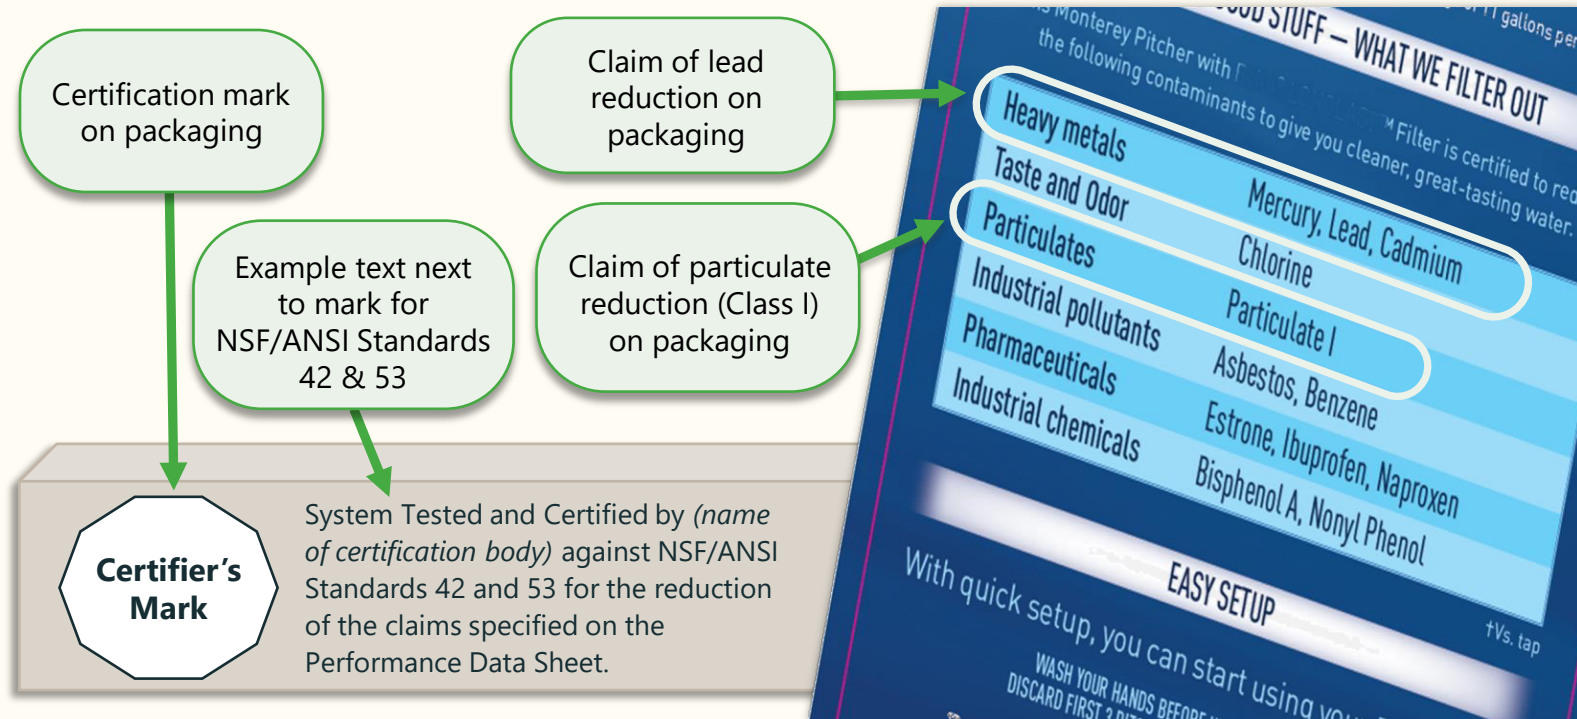 Certification mark
on packaging
Claim of lead
reduction on
packaging
Example text next
to mark for
NSF/ANSI Standards
42 & 53
Claim of particulate
reduction (Class I)
on packaging
Certifier's
Mark
System Tested and Certified by (name
of certification body) against NSF/ANSI
Standards 42 and 53 for the reduction
of the claims specified on the
Performance Data Sheet.
gallons per
STUFF — WHAT WE FILTER OUT
Monterey Pitcher with ™ Filter is certified to
the following contaminants to give you cleaner, great-tasting water.
Heavy metals Mercury, Lead, Cadmium
Taste and Odor Chlorine
Particulates Particulate I
Industrial pollutants Asbestos, Benzene
Pharmaceuticals Estrone, Ibuprofen, Naproxen
Industrial chemicals Bisphenol A, Nonyl Phenol
†Vs. tap
EASY SETUP
With quick setup, you can start using
WASH YOUR HANDS BEFORE
DISCARD FIRST